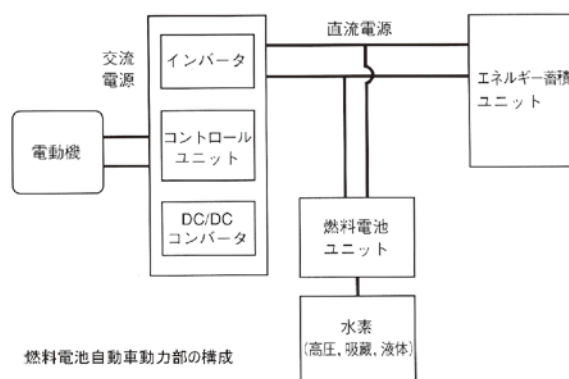 直流電源
交流
電源
インバータ
エネルギー蓄積
ユニット
電動機
コントロール
ユニット
DC/DC
コンバータ
燃料電池
ユニット
水素
(高圧、吸蔵、液体)
燃料電池自動車動力部の構成